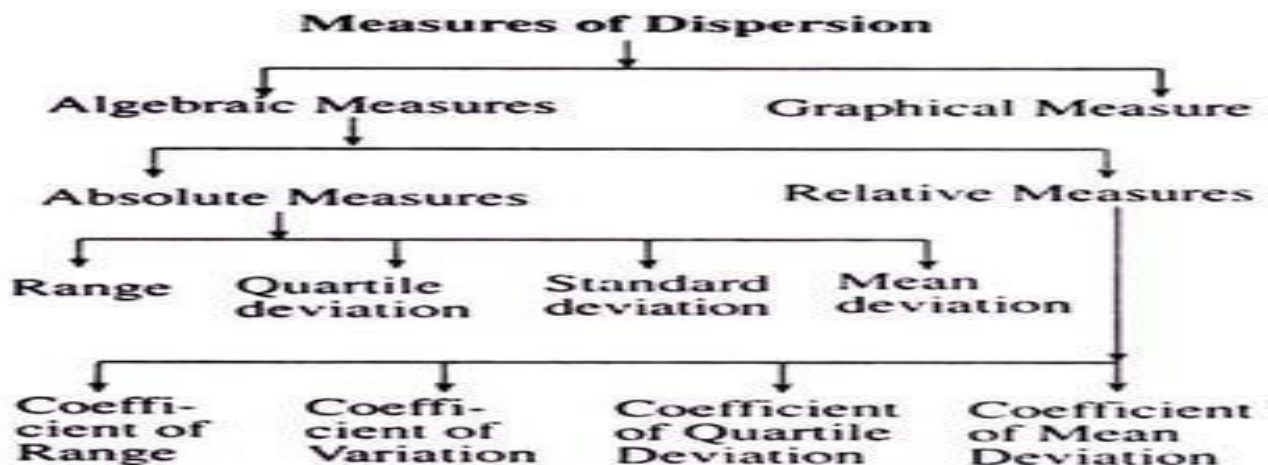 Measures of Dispersion
Algebraic Measures
Graphical Measure
Absolute Measures
Relative Measures
Range
Quartile
deviation
Standard
deviation
Mean
deviation
Coeffi-
cient of
Range
Coeffi-
cient of
Variation
Coefficient
of Quartile
Deviation
Coefficient
of Mean
Deviation